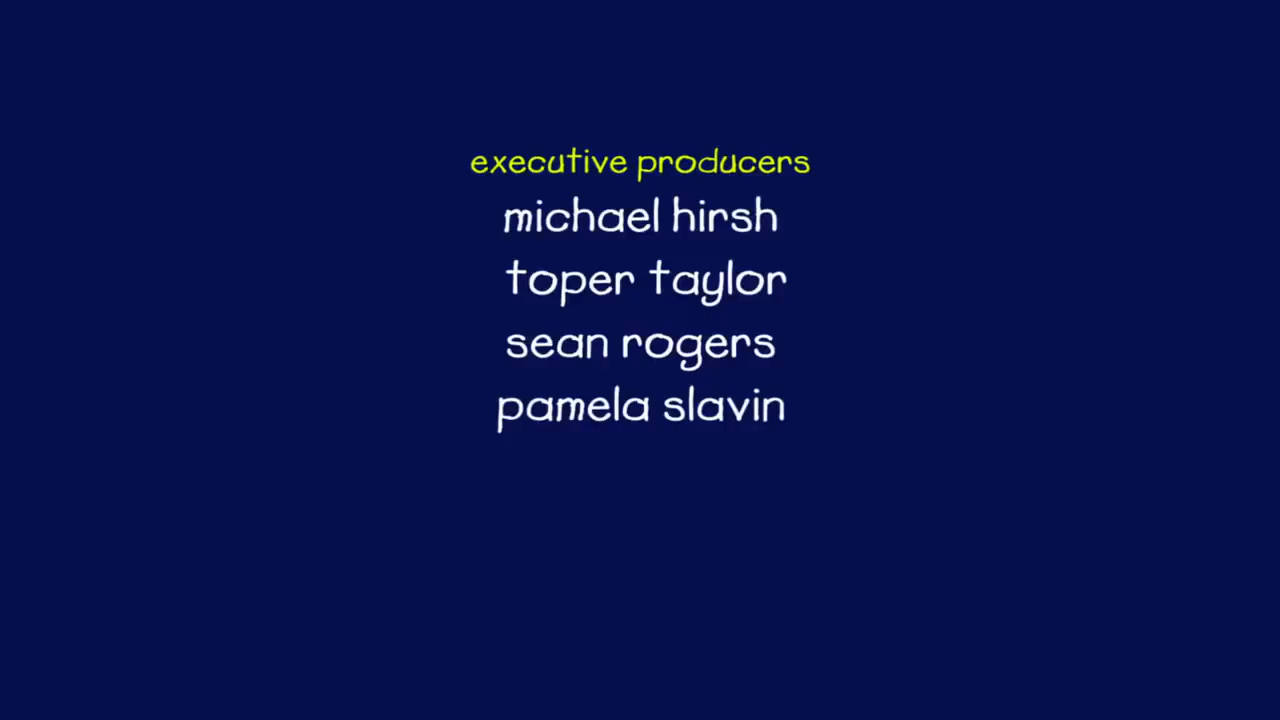 executive producers
michael hirsh
toper taylor
sean rogers
pamela slavin